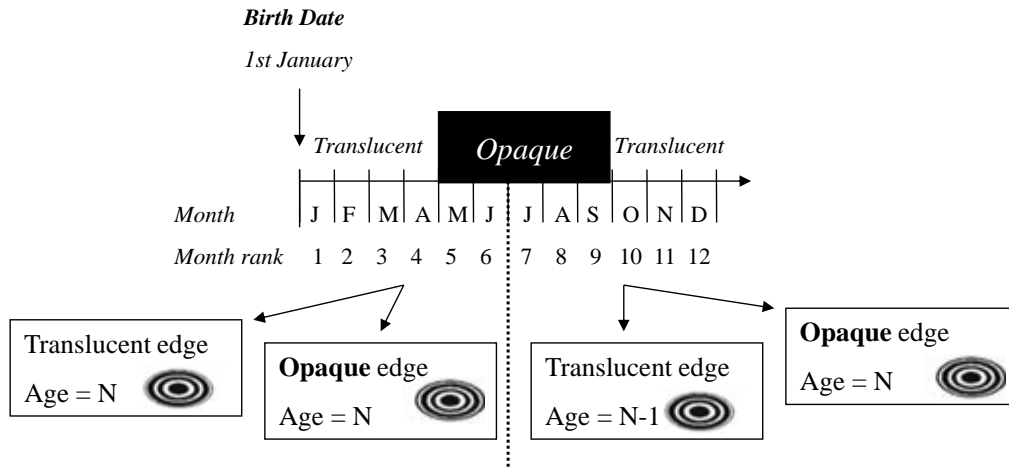 Birth Date
1st January
Translucent Opaque Translucent
Month J F M A M J J A S O N D
Month rank 1 2 3 4 5 6 7 8 9 10 11 12
Translucent edge
Age = N
Opaque edge
Age = N
Translucent edge
Age = N-1
Opaque edge
Age = N